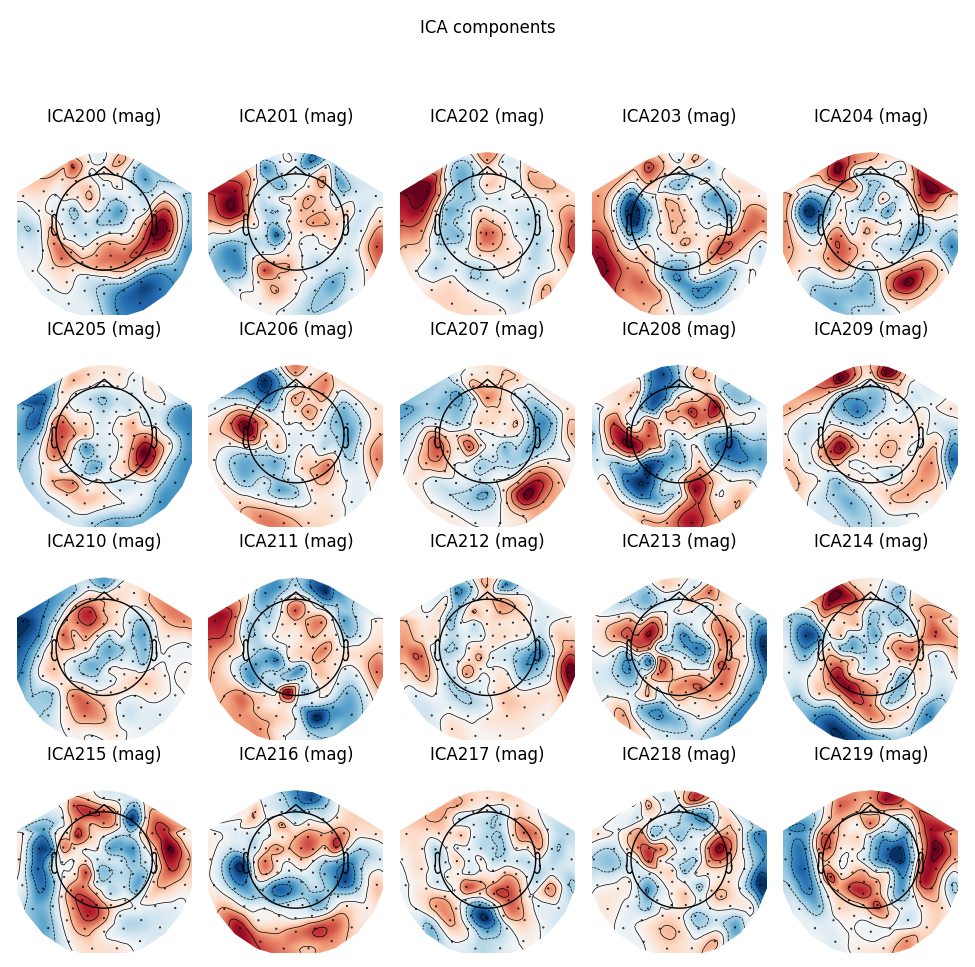 ICA components
ICA200 (mag) ICA201 (mag) ICA202 (mag) ICA203 (mag) ICA204 (mag)
ICA205 (mag) ICA206 (mag) ICA207 (mag) ICA208 (mag) ICA209 (mag)
ICA210 (mag) ICA211 (mag) ICA212 (mag) ICA213 (mag) ICA214 (mag)
ICA215 (mag) ICA216 (mag) ICA217 (mag) ICA218 (mag) ICA219 (mag)